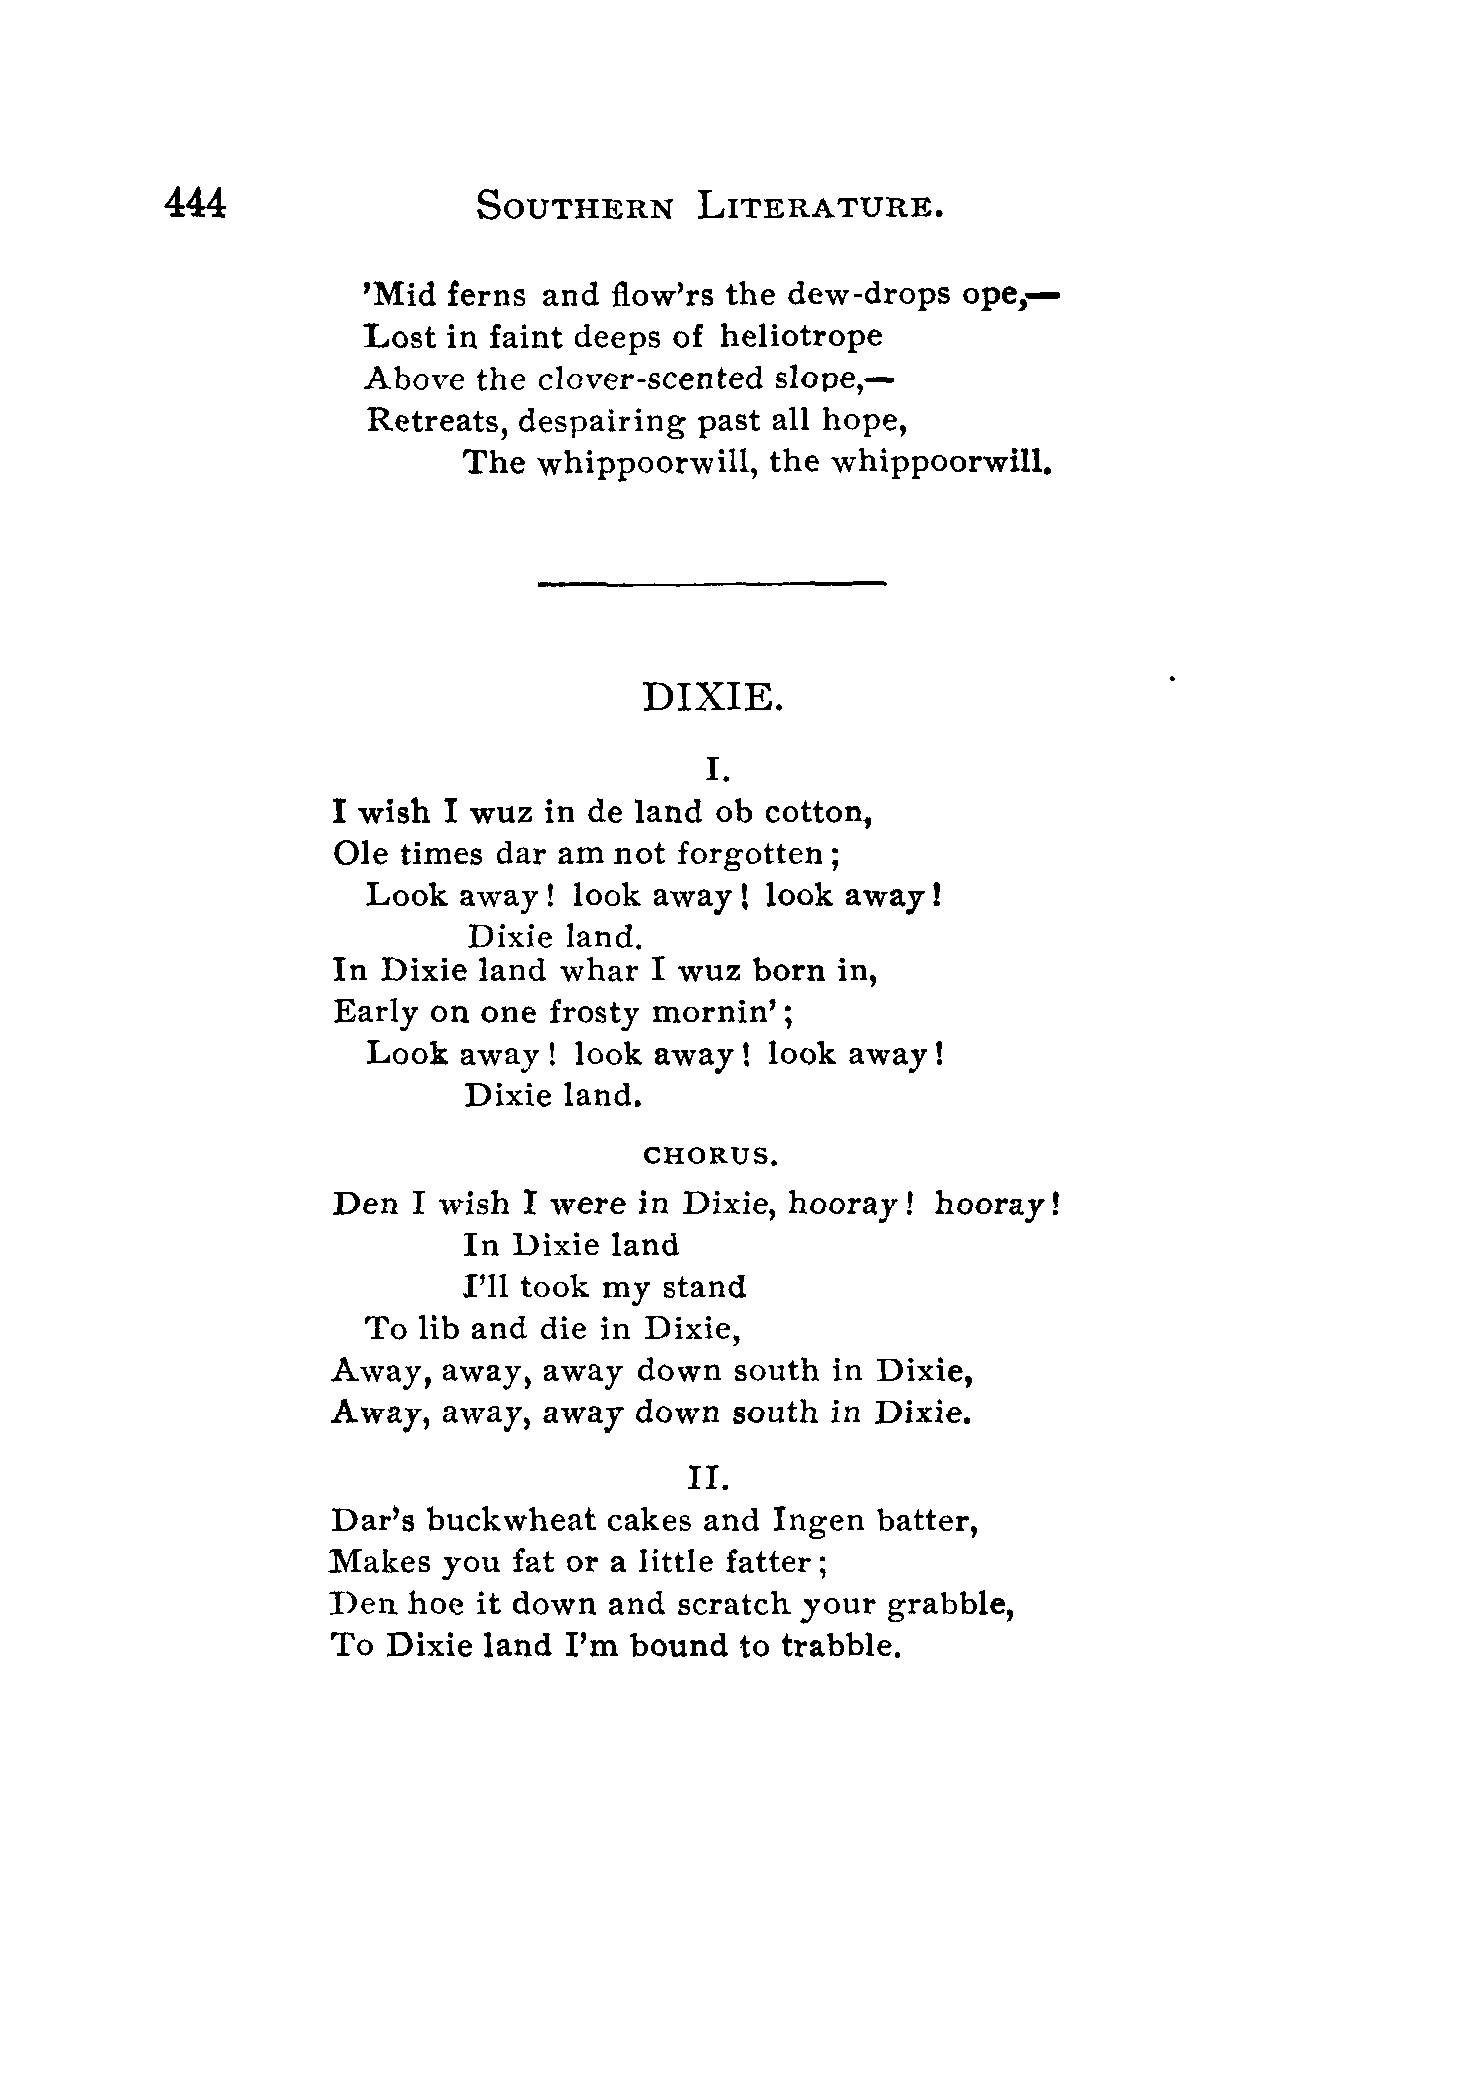 444 SOUTHERN LITERATURE.
'Mid ferns and flow'rs the dew-drops ope,—
Lost in faint deeps of heliotrope
Above the clover-scented slope,—
Retreats, despairing past all hope,
The whippoorwill, the whippoorwill.
DIXIE.
I.
I wish I wuz in de land ob cotton,
Ole times dar am not forgotten;
Look away! look away! look away!
Dixie land.
In Dixie land whar I wuz born in,
Early on one frosty mornin';
Look away! look away! look away!
Dixie land.
CHORUS.
Den I wish I were in Dixie, hooray! hooray!
In Dixie land
I'll took my stand
To lib and die in Dixie,
Away, away, away down south in Dixie,
Away, away, away down south in Dixie.
II.
Dar's buckwheat cakes and Ingen batter,
Makes you fat or a little fatter;
Den hoe it down and scratch your grabble,
To Dixie land I'm bound to trabble.